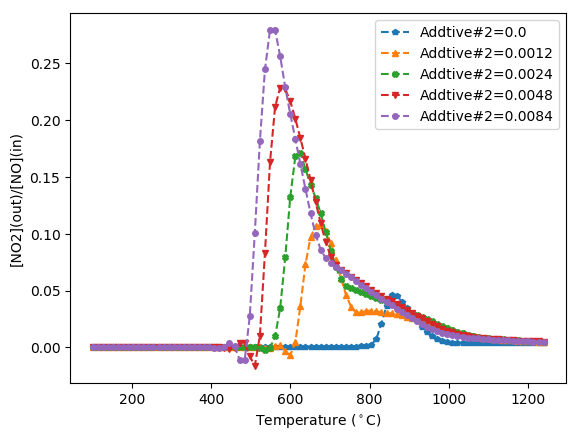 Addtive#2=0.0
Addtive#2=0.0012
Addtive#2=0.0024
Addtive#2=0.0048
Addtive#2=0.0084
[NO2](out)/[NO](in)
0.25
0.20
0.15
0.10
0.05
0.00
200 400 600 800 1000 1200
Temperature (°C)